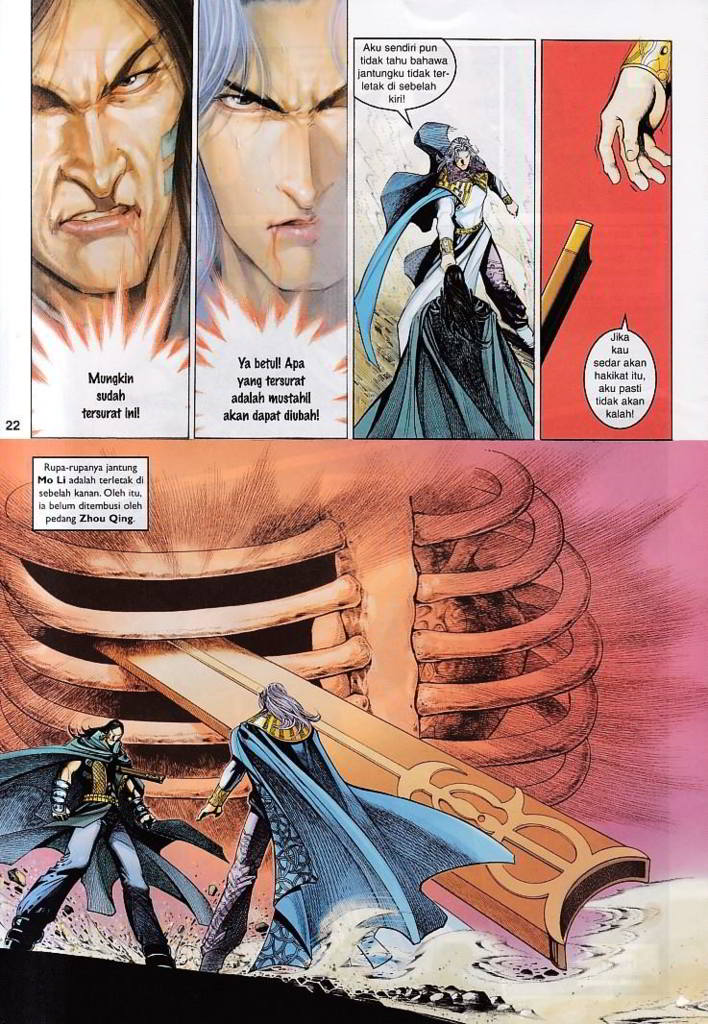 Mungkin
sudah
tersurat ini!
Ya betul! Apa
yang tersurat
adalah mustahil
akan dapat diubah!
Aku sendiri pun
tidak tahu bahawa
jantungku tidak ter-
letak di sebelah
kiri!
Jika
kau
sedar akan
hakikat itu,
aku pasti
tidak akan
kalah!
22
Rupa-rupanya jantung
Mo Li adalah terletak di
sebelah kanan. Oleh itu,
ia belum ditembusi oleh
pedang Zhou Qing.